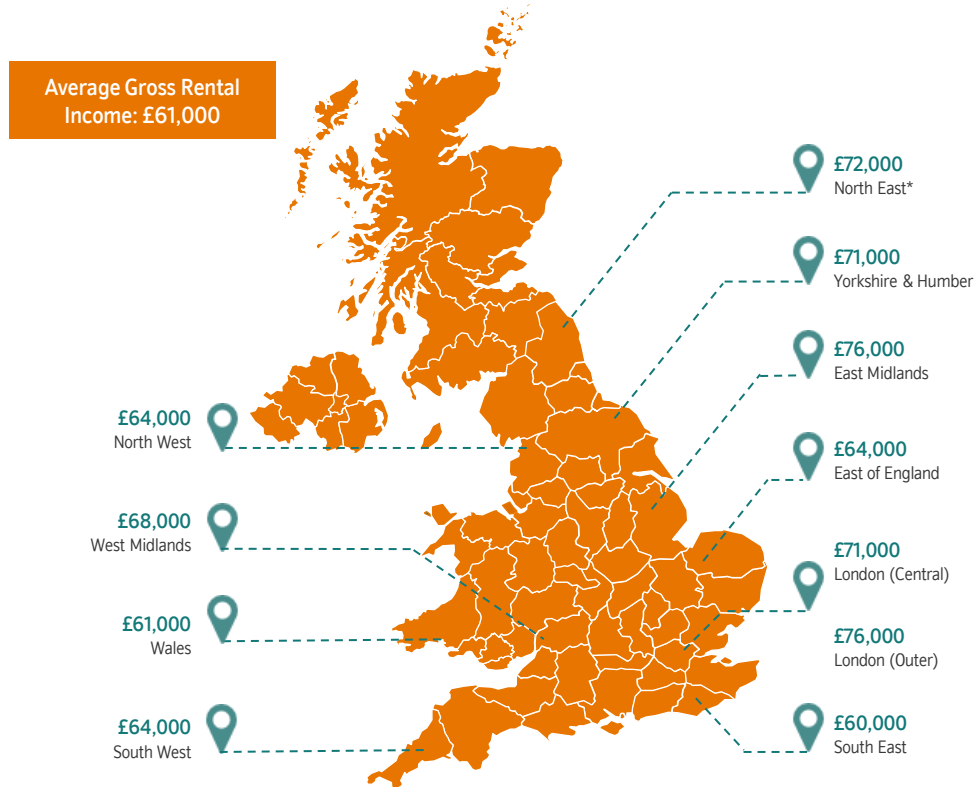 Average Gross Rental
Income: £61,000
£72,000
North East*
£71,000
Yorkshire & Humber
£76,000
East Midlands
£64,000
North West
£64,000
East of England
£68,000
West Midlands
£71,000
London (Central)
£61,000
Wales
£76,000
London (Outer)
£64,000
South West
£60,000
South East